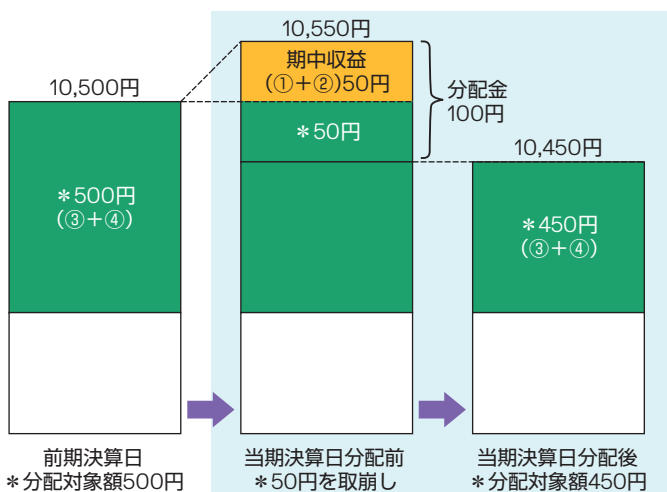 10,500円
＊500円
(③＋④)
前期決算日
＊分配対象額500円
10,550円
期中収益
(①＋②)50円
＊50円
分配金
100円
当期決算日分配前
＊50円を取崩し
10,450円
＊450円
(③＋④)
当期決算日分配後
＊分配対象額450円